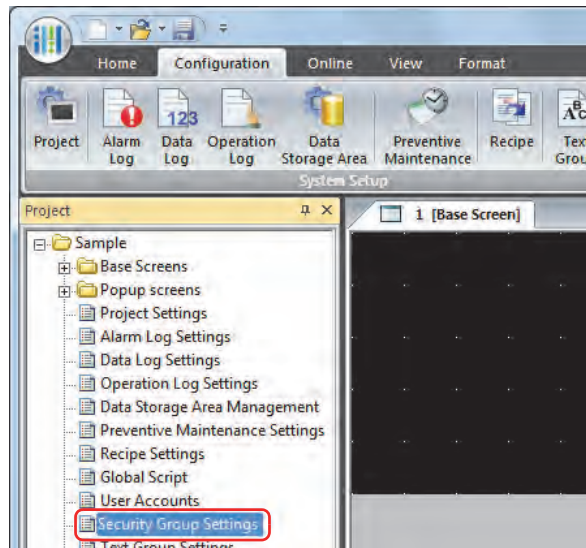 Home Configuration Online View Format
Project Alarm Log Data Log Operation Log Data Storage Area Preventive Maintenance Recipe
123
System Setup
Project
1 [Base Screen]
Sample
Base Screens
Popup screens
Project Settings
Alarm Log Settings
Data Log Settings
Operation Log Settings
Data Storage Area Management
Preventive Maintenance Settings
Recipe Settings
Global Script
User Accounts
Security Group Settings
Text Group Settings